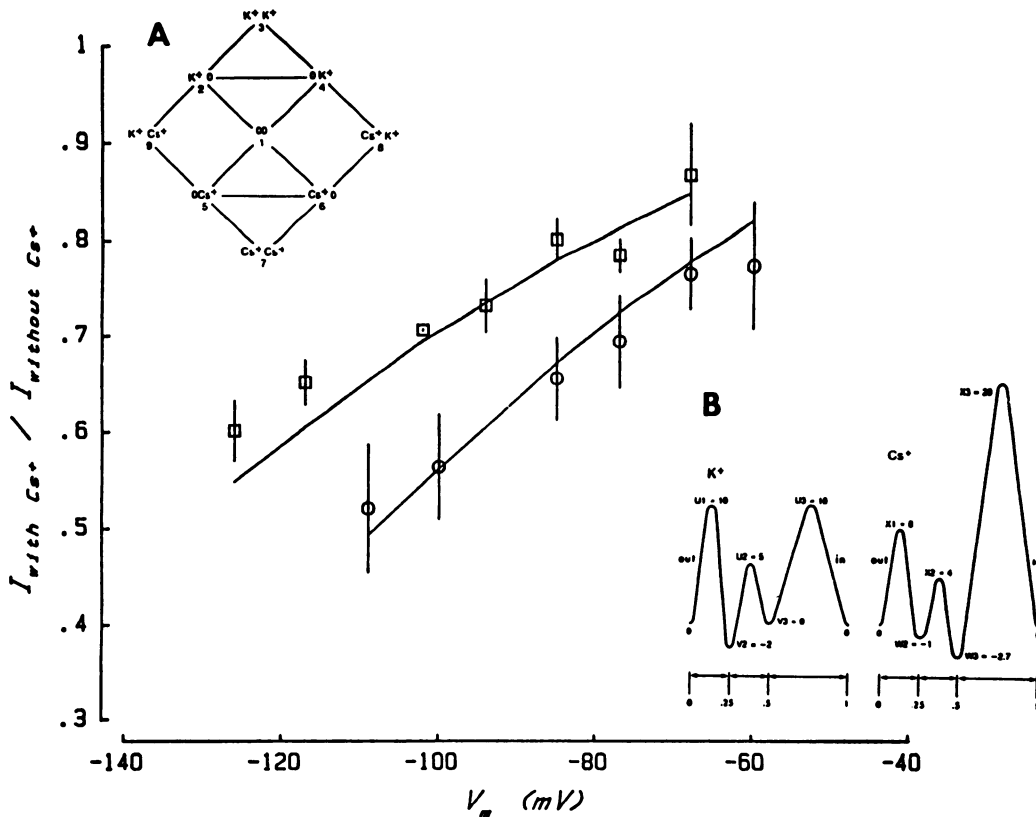 A
K+ K+
3
K+ 0
2
0 K+
4
K+ Cs+
9
00
1
Cs+ K+
8
0Cs+
5
Cs+ 0
6
Cs+ Cs+
7
1
.9
.8
.7
.6
.5
.4
.3
I with Cs+ / I without Cs+
-140
-120
-100
-80
-60
-40
Vm (mV)
B
K+
U1 = 10
U3 = 10
U2 = 5
out
in
0
V2 = -2
V3 = 0
0
0
.25
.5
1
Cs+
X3 = 20
X1 = 8
X2 = 4
out
0
W2 = -1
W3 = -2.7
0
.25
.5